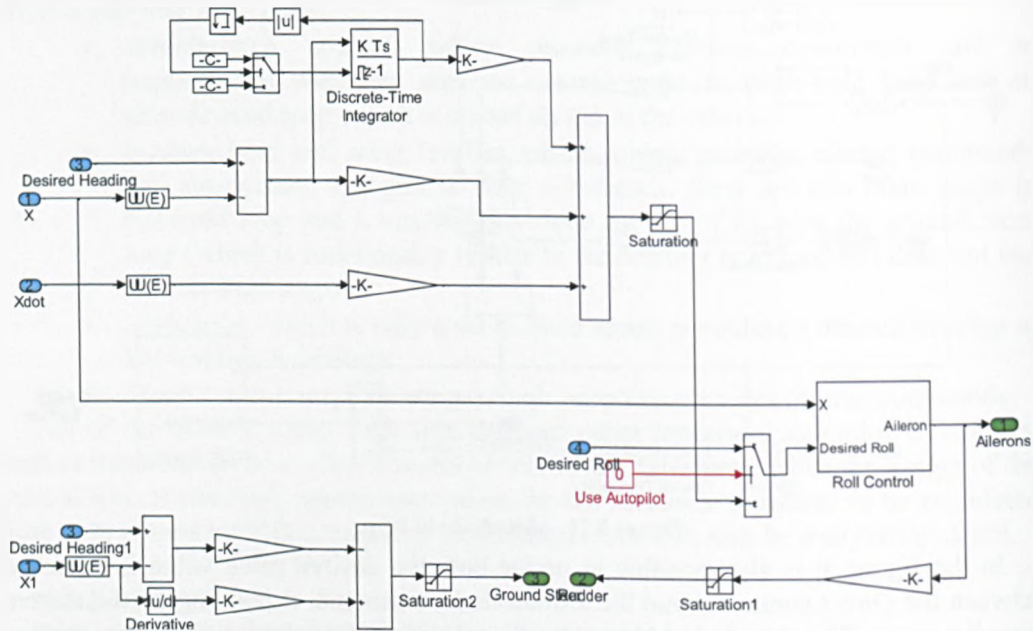 |u|
K Ts
z-1
-K-
-C-
-C-
Discrete-Time
Integrator
3
Desired Heading
1
X
U(E)
-K-
Saturation
2
Xdot
U(E)
-K-
X
Aileron
1
Ailerons
4
Desired Roll
Desired Roll
0
Use Autopilot
Roll Control
3
Desired Heading1
1
X1
U(E)
-K-
du/dt
Derivative
-K-
Saturation2
3
Ground Steer
2
Rudder
Saturation1
-K-